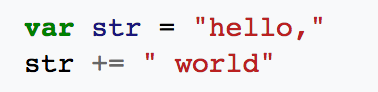 var str = "hello,"
str += " world"